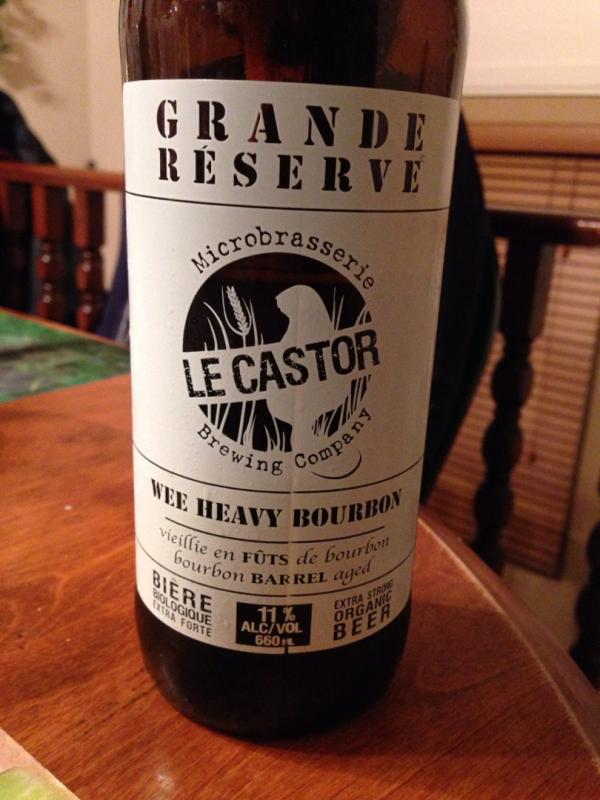 GRANDE
RÉSERVE
Microbrasserie
LE CASTOR
Brewing Company
WEE HEAVY BOURBON
vieillie en FÛTS de bourbon
bourbon BARREL aged
BIÈRE
BIOLOGIQUE
EXTRA FORTE
11 %
ALC/VOL
660 ML
EXTRA STRONG
ORGANIC
BEER